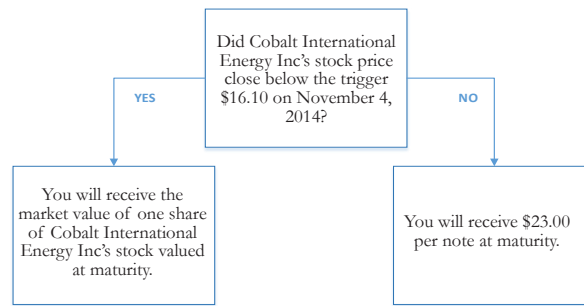 Did Cobalt International
Energy Inc's stock price
close below the trigger
$16.10 on November 4,
2014?
YES
NO
You will receive the
market value of one share
of Cobalt International
Energy Inc's stock valued
at maturity.
You will receive $23.00
per note at maturity.